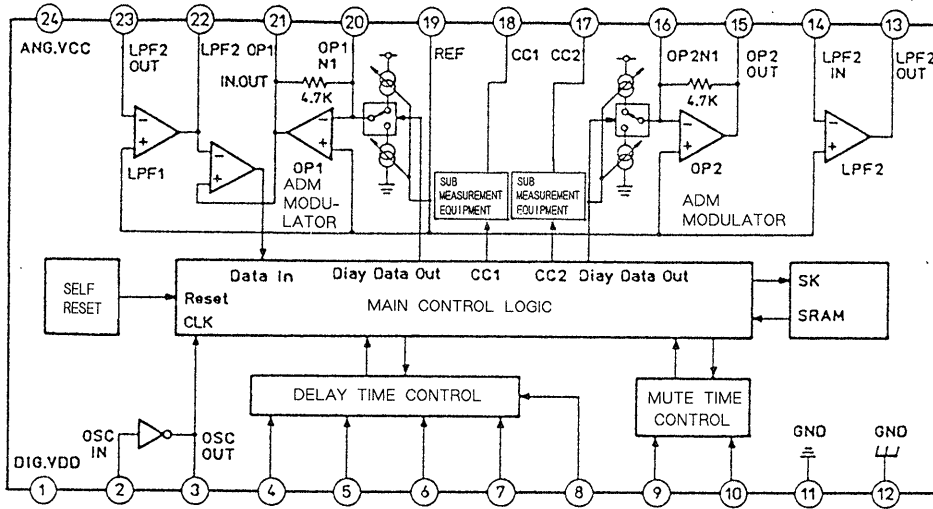 24 23 22 21 20 19 18 17 16 15 14 13
ANG.VCC
LPF2 OUT
LPF2 IN.OUT
OP1
OP1 N1
REF
CC1
CC2
OP2N1
OP2 OUT
LPF2 IN
LPF2 OUT
4.7K
4.7K
-
+
-
+
-
+
-
+
-
+
LPF1
OP1
ADM
MODU-
LATOR
SUB
MEASUREMENT
EQUIPMENT
SUB
MEASUREMENT
EQUIPMENT
OP2
ADM
MODULATOR
LPF2
Data In
Diay Data Out
CC1
CC2
Diay Data Out
SELF
RESET
Reset
CLK
MAIN CONTROL LOGIC
SK
SRAM
DELAY TIME CONTROL
MUTE TIME
CONTROL
OSC IN
OSC OUT
DIG.VDD
GND
GND
1 2 3 4 5 6 7 8 9 10 11 12